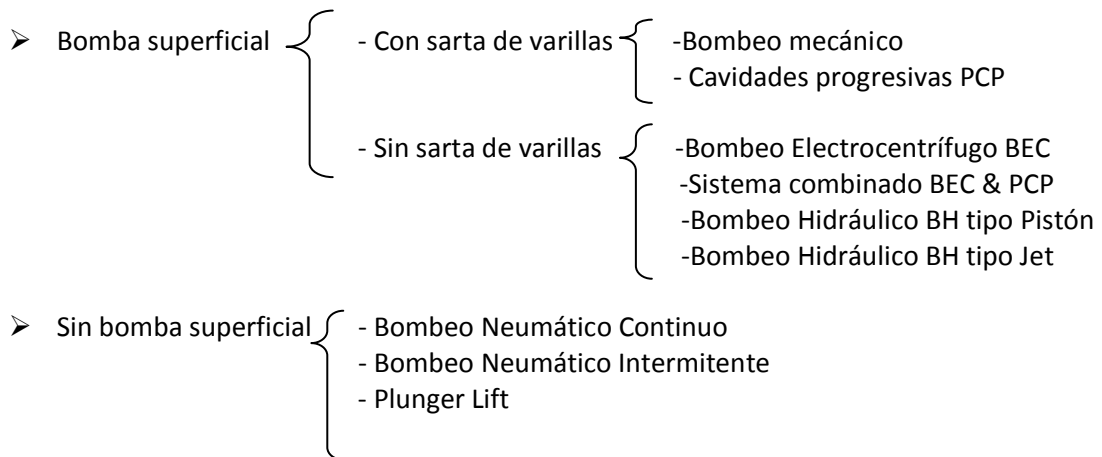 ➢ Bomba superficial
- Con sarta de varillas
-Bombeo mecánico
- Cavidades progresivas PCP
- Sin sarta de varillas
-Bombeo Electrocentrífugo BEC
-Sistema combinado BEC & PCP
-Bombeo Hidráulico BH tipo Pistón
-Bombeo Hidráulico BH tipo Jet
➢ Sin bomba superficial
- Bombeo Neumático Continuo
- Bombeo Neumático Intermitente
- Plunger Lift